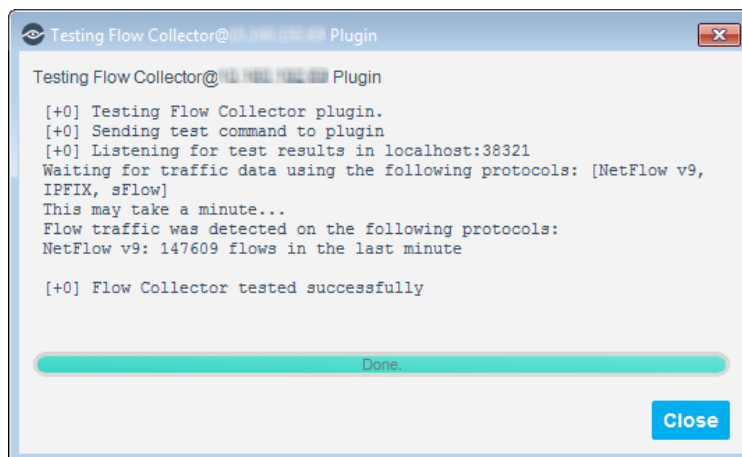 Testing Flow Collector@ Plugin
Testing Flow Collector@ Plugin
[+0] Testing Flow Collector plugin.
[+0] Sending test command to plugin
[+0] Listening for test results in localhost:38321
Waiting for traffic data using the following protocols: [NetFlow v9,
IPFIX, sFlow]
This may take a minute...
Flow traffic was detected on the following protocols:
NetFlow v9: 147609 flows in the last minute
[+0] Flow Collector tested successfully
Done.
Close